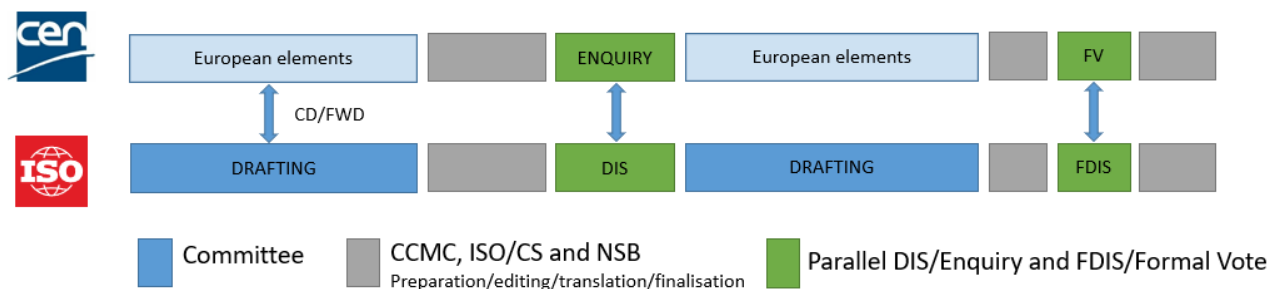 cen
European elements
ENQUIRY
European elements
FV
CD/FWD
ISO
DRAFTING
DIS
DRAFTING
FDIS
Committee
CCMC, ISO/CS and NSB
Preparation/editing/translation/finalisation
Parallel DIS/Enquiry and FDIS/Formal Vote